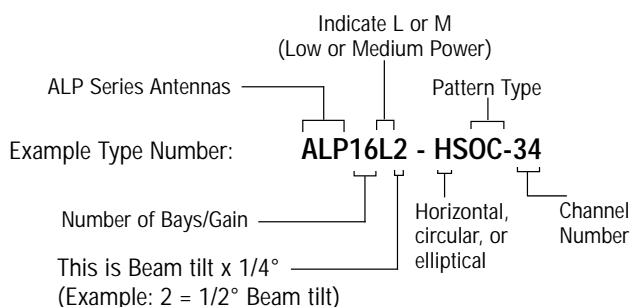 Indicate L or M
(Low or Medium Power)
ALP Series Antennas
Pattern Type
Example Type Number:
ALP16L2 - HSOC-34
Number of Bays/Gain
Horizontal,
circular, or
elliptical
Channel
Number
This is Beam tilt x 1/4°
(Example: 2 = 1/2° Beam tilt)